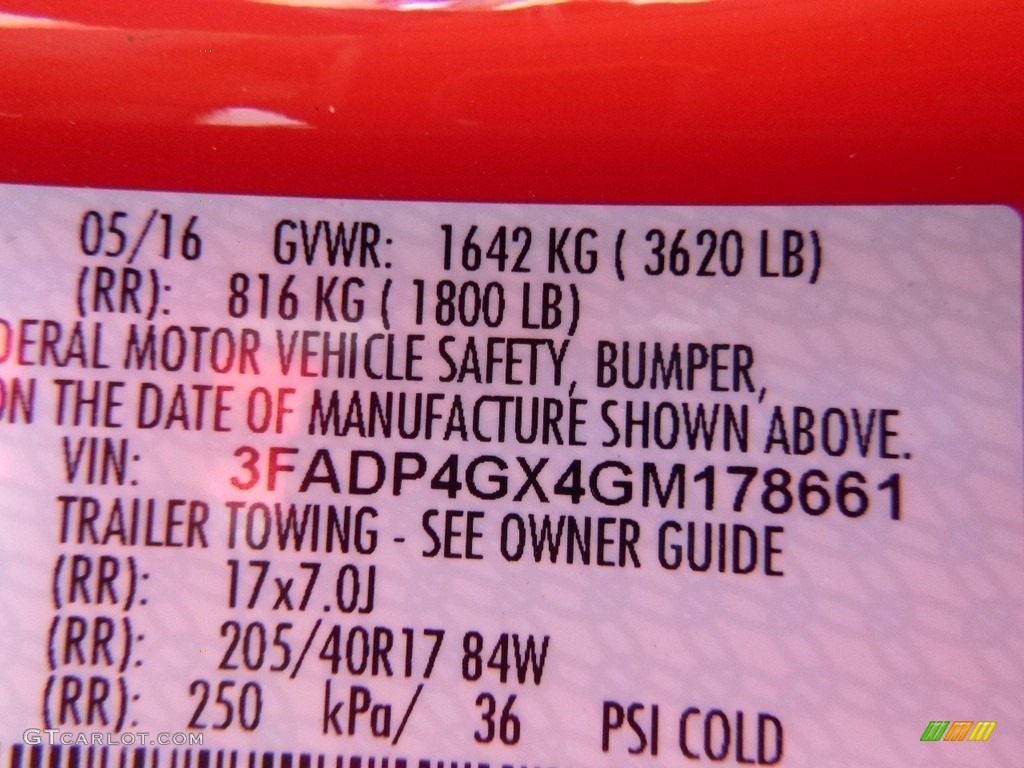 05/16 GVWR: 1642 KG ( 3620 LB)
(RR): 816 KG ( 1800 LB)
DERAL MOTOR VEHICLE SAFETY, BUMPER,
ON THE DATE OF MANUFACTURE SHOWN ABOVE.
VIN: 3FADP4GX4GM178661
TRAILER TOWING - SEE OWNER GUIDE
(RR): 17x7.0J
(RR): 205/40R17 84W
(RR): 250 kPa/ 36 PSI COLD
GTCARLOT.COM